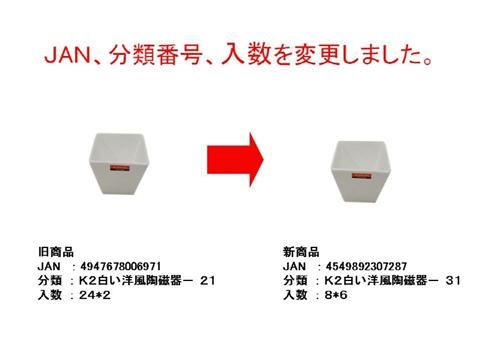 JAN、分類番号、入数を変更しました。
旧商品
JAN ：4947678006971
分類：K2白い洋風陶磁器ー 21
入数：24*2
新商品
JAN ：4549892307287
分類：K2白い洋風陶磁器ー 31
入数：8*6